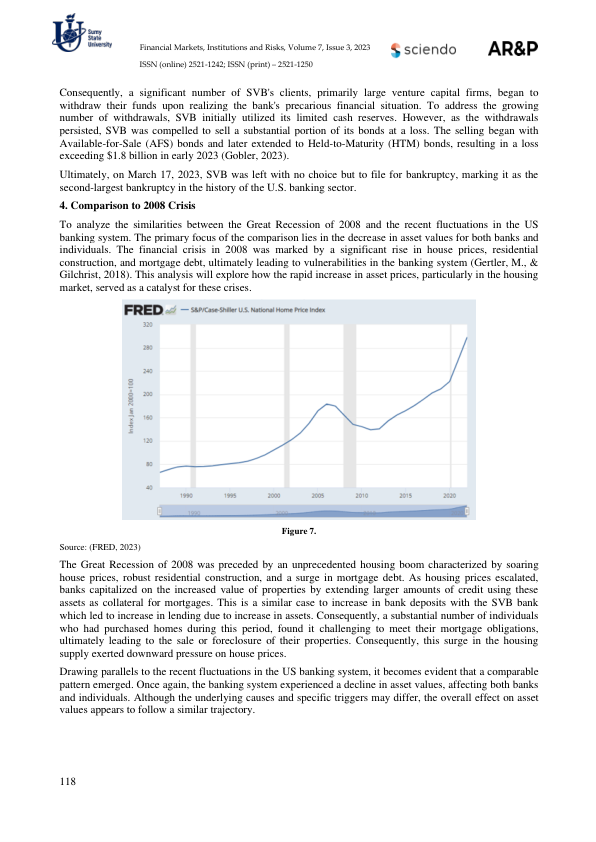 Sumy
State
University
Financial Markets, Institutions and Risks, Volume 7, Issue 3, 2023
sciendo
AR&P
ISSN (online) 2521-1242; ISSN (print) – 2521-1250
Consequently, a significant number of SVB's clients, primarily large venture capital firms, began to
withdraw their funds upon realizing the bank's precarious financial situation. To address the growing
number of withdrawals, SVB initially utilized its limited cash reserves. However, as the withdrawals
persisted, SVB was compelled to sell a substantial portion of its bonds at a loss. The selling began with
Available-for-Sale (AFS) bonds and later extended to Held-to-Maturity (HTM) bonds, resulting in a loss
exceeding $1.8 billion in early 2023 (Gobler, 2023).
Ultimately, on March 17, 2023, SVB was left with no choice but to file for bankruptcy, marking it as the
second-largest bankruptcy in the history of the U.S. banking sector.
4. Comparison to 2008 Crisis
To analyze the similarities between the Great Recession of 2008 and the recent fluctuations in the US
banking system. The primary focus of the comparison lies in the decrease in asset values for both banks and
individuals. The financial crisis in 2008 was marked by a significant rise in house prices, residential
construction, and mortgage debt, ultimately leading to vulnerabilities in the banking system (Gertler, M., &
Gilchrist, 2018). This analysis will explore how the rapid increase in asset prices, particularly in the housing
market, served as a catalyst for these crises.
FRED — S&P/Case-Shiller U.S. National Home Price Index
320
280
240
200
160
120
80
40
Index Jan 2000=100
1990 1995 2000 2005 2010 2015 2020
Figure 7.
Source: (FRED, 2023)
The Great Recession of 2008 was preceded by an unprecedented housing boom characterized by soaring
house prices, robust residential construction, and a surge in mortgage debt. As housing prices escalated,
banks capitalized on the increased value of properties by extending larger amounts of credit using these
assets as collateral for mortgages. This is a similar case to increase in bank deposits with the SVB bank
which led to increase in lending due to increase in assets. Consequently, a substantial number of individuals
who had purchased homes during this period, found it challenging to meet their mortgage obligations,
ultimately leading to the sale or foreclosure of their properties. Consequently, this surge in the housing
supply exerted downward pressure on house prices.
Drawing parallels to the recent fluctuations in the US banking system, it becomes evident that a comparable
pattern emerged. Once again, the banking system experienced a decline in asset values, affecting both banks
and individuals. Although the underlying causes and specific triggers may differ, the overall effect on asset
values appears to follow a similar trajectory.
118